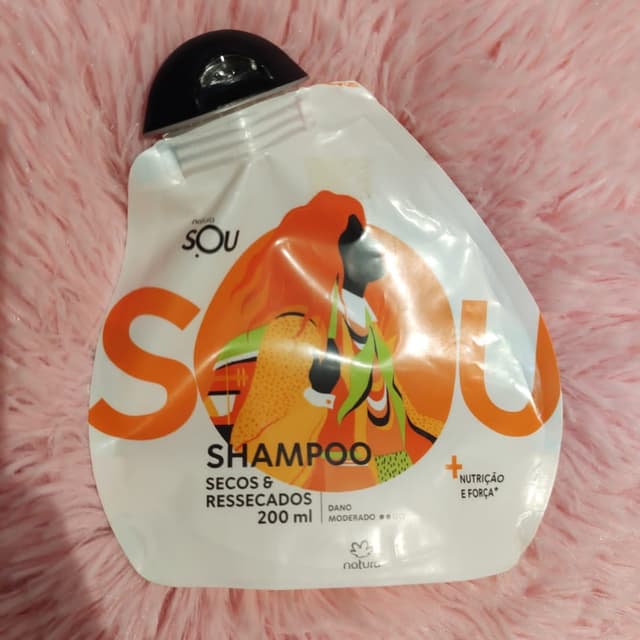 natura
SOU
SOU
SHAMPOO
SECOS &
RESSECADOS
200 ml
DANO
MODERADO
+ NUTRIÇÃO
E FORÇA*
natura